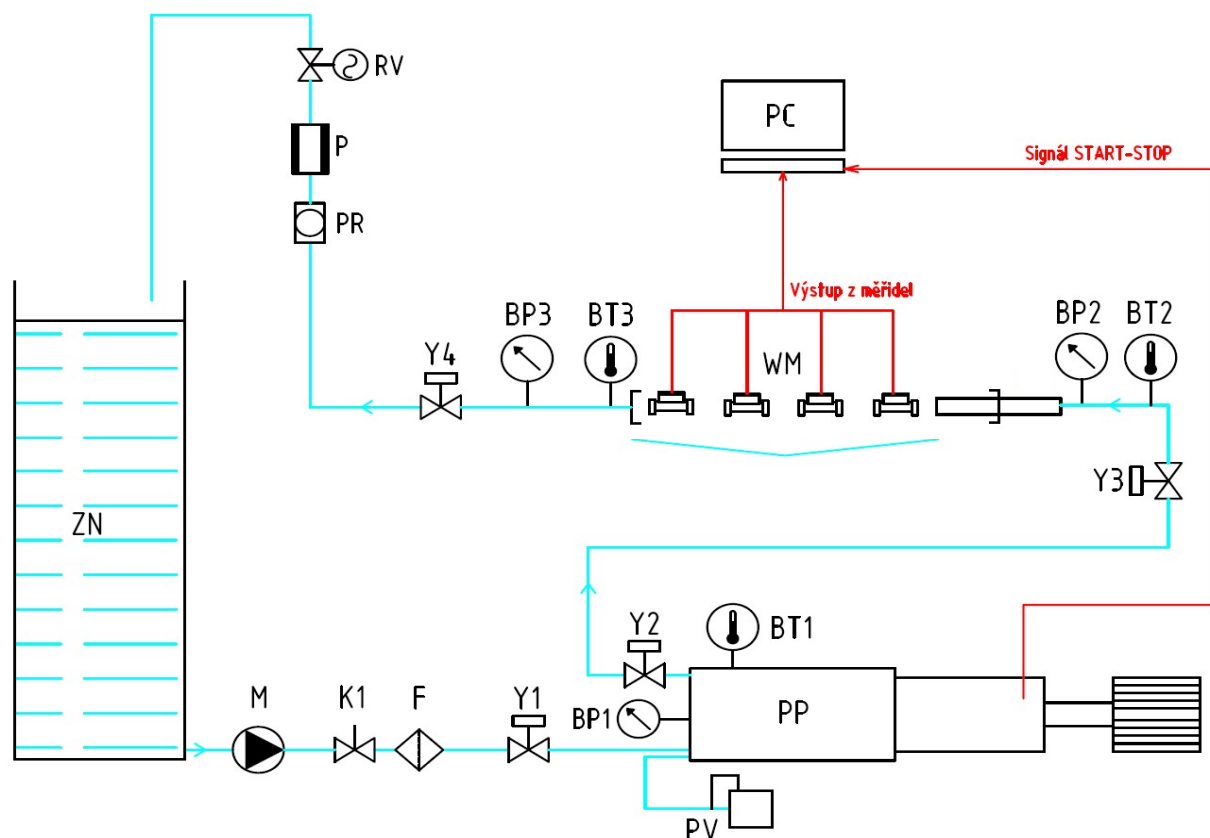 RV
PC
P
Signál START-STOP
PR
Výstup z měřidel
BP3
BT3
BP2
BT2
Y4
WM
Y3
ZN
Y2
BT1
M
K1
F
Y1
BP1
PP
PV